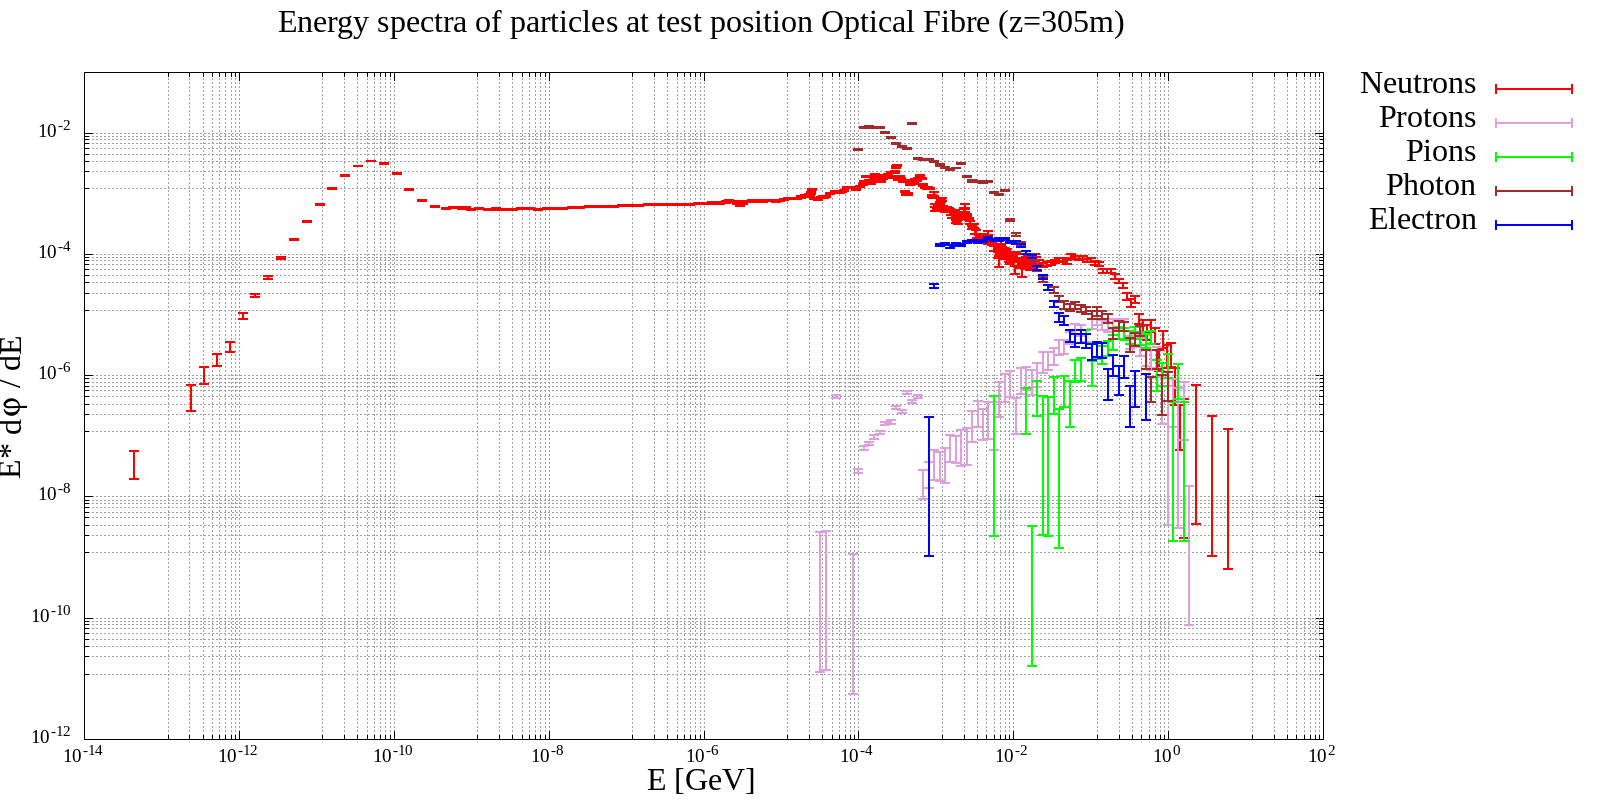 Energy spectra of particles at test position Optical Fibre (z=305m)
Neutrons
Protons
Pions
Photon
Electron
E* dφ / dE
10^-2
10^-4
10^-6
10^-8
10^-10
10^-12
10^-14 10^-12 10^-10 10^-8 10^-6 10^-4 10^-2 10^0 10^2
E [GeV]